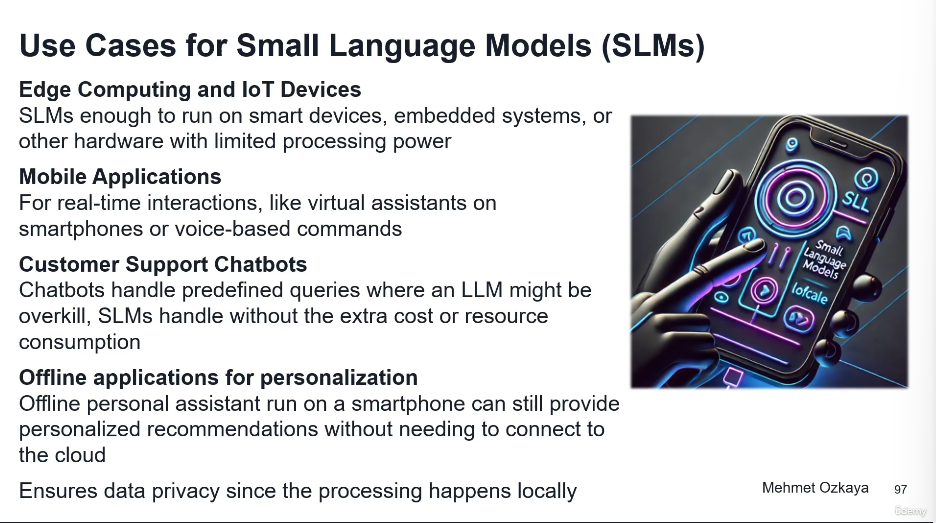 Use Cases for Small Language Models (SLMs)
Edge Computing and IoT Devices
SLMs enough to run on smart devices, embedded systems, or
other hardware with limited processing power
Mobile Applications
For real-time interactions, like virtual assistants on
smartphones or voice-based commands
Customer Support Chatbots
Chatbots handle predefined queries where an LLM might be
overkill, SLMs handle without the extra cost or resource
consumption
Offline applications for personalization
Offline personal assistant run on a smartphone can still provide
personalized recommendations without needing to connect to
the cloud
Ensures data privacy since the processing happens locally
SLL
Small
Language
Models
lofcale
Mehmet Ozkaya
97
Udemy